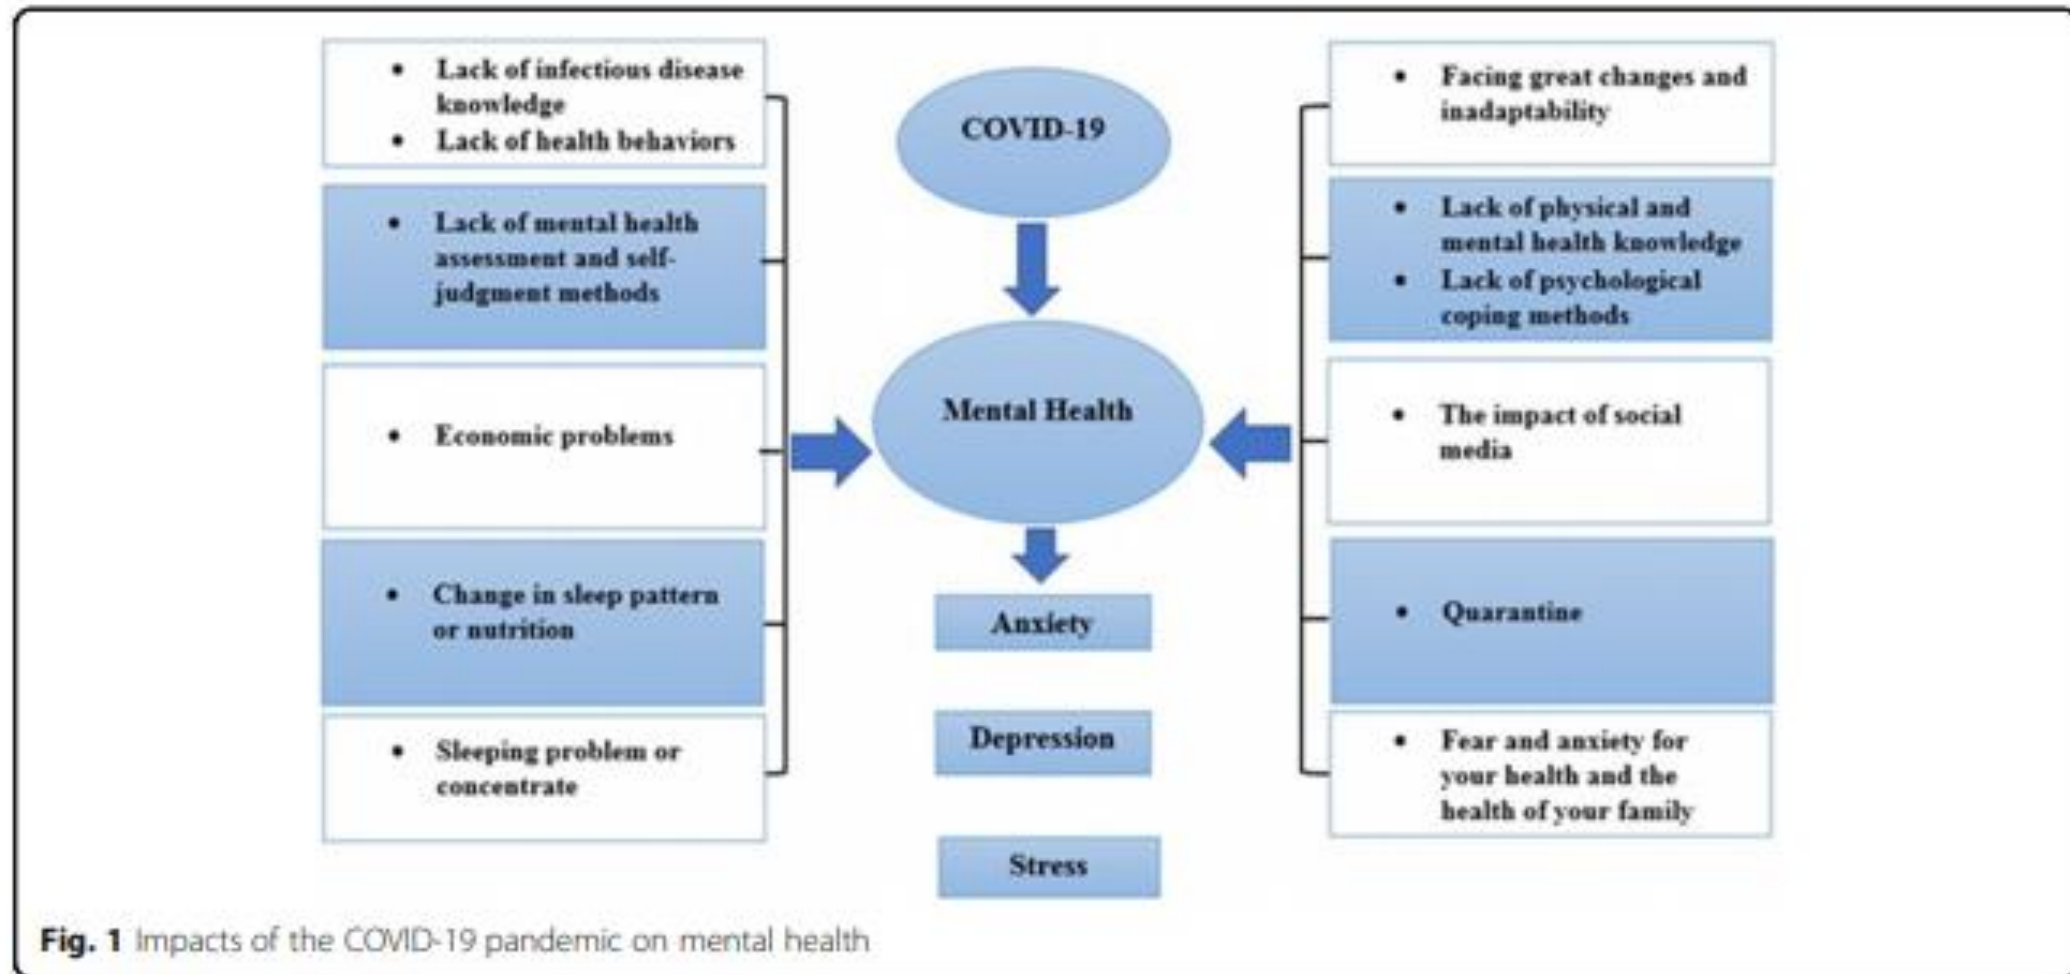 • Lack of infectious disease
knowledge
• Lack of health behaviors
• Lack of mental health
assessment and self-
judgment methods
• Economic problems
• Change in sleep pattern
or nutrition
• Sleeping problem or
concentrate
COVID-19
Mental Health
Anxiety
Depression
Stress
• Facing great changes and
inadaptability
• Lack of physical and
mental health knowledge
• Lack of psychological
coping methods
• The impact of social
media
• Quarantine
• Fear and anxiety for
your health and the
health of your family
Fig. 1 Impacts of the COVID-19 pandemic on mental health